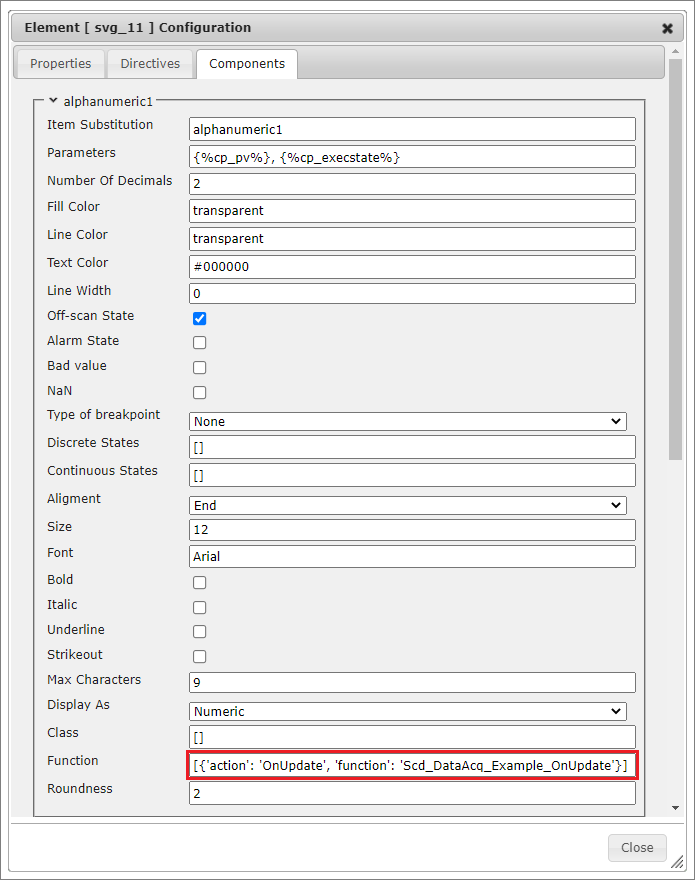 Element [ svg_11 ] Configuration
Properties Directives Components
alphanumeric1
Item Substitution alphanumeric1
Parameters {%cp_pv%}, {%cp_execstate%}
Number Of Decimals 2
Fill Color transparent
Line Color transparent
Text Color #000000
Line Width 0
Off-scan State
Alarm State
Bad value
NaN
Type of breakpoint None
Discrete States []
Continuous States []
Aligment End
Size 12
Font Arial
Bold
Italic
Underline
Strikeout
Max Characters 9
Display As Numeric
Class []
Function [{'action': 'OnUpdate', 'function': 'Scd_DataAcq_Example_OnUpdate'}]
Roundness 2
Close